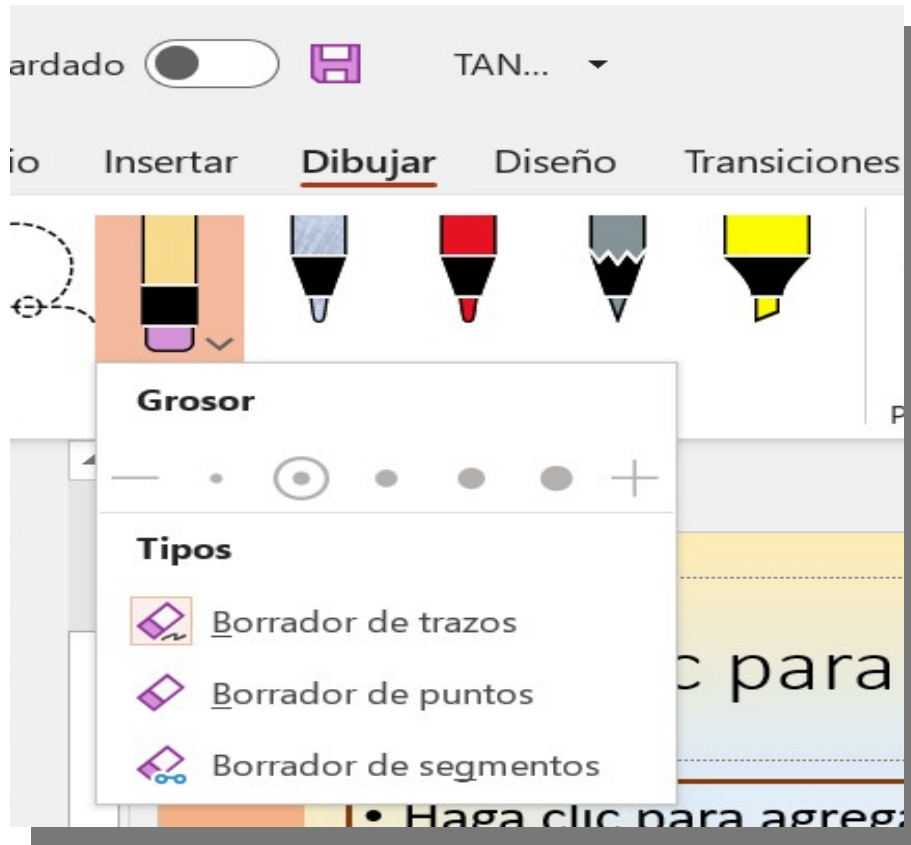 ardado TAN...
io Insertar Dibujar Diseño Transiciones
P
Grosor
Tipos
Borrador de trazos
Borrador de puntos
c para
Borrador de segmentos
• Haga clic para agrega